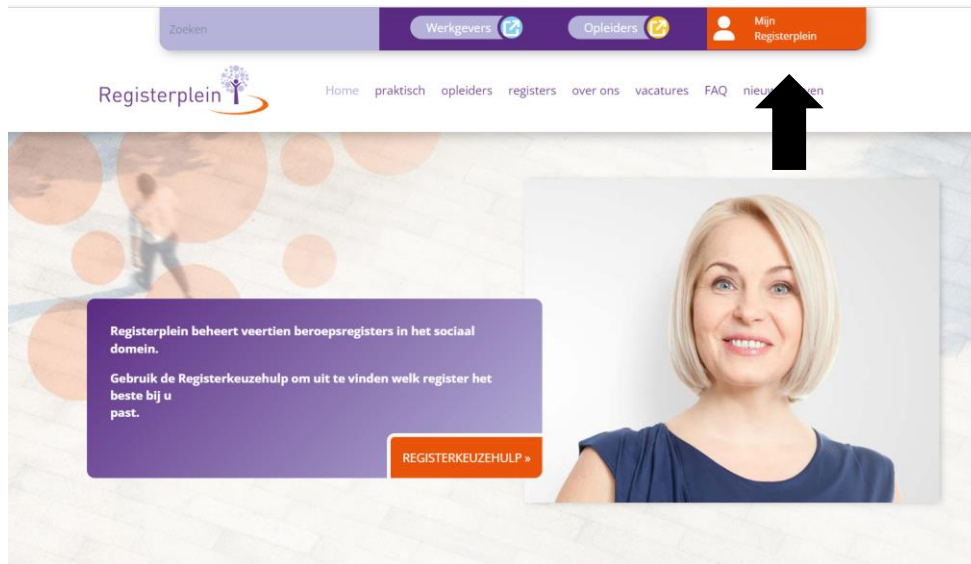 Zoeken
Werkgevers
Opleiders
Mijn
Registerplein
Registerplein
Home praktisch opleiders registers over ons vacatures FAQ
Registerplein beheert veertien beroepsregisters in het sociaal
domein.
Gebruik de Registerkeuzehulp om uit te vinden welk register het
beste bij u
past.
REGISTERKEUZEHULP »